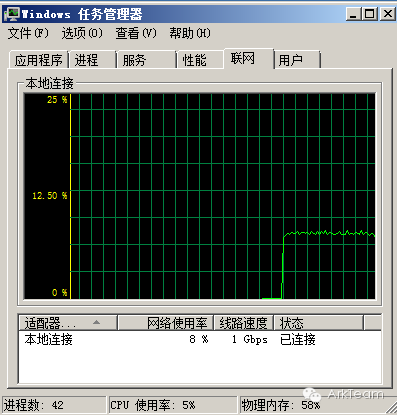 Windows 任务管理器
文件(F) 选项(O) 查看(V) 帮助(H)
应用程序 进程 服务 性能 联网 用户
本地连接
25 %
12.50 %
0 %
适配器... 网络使用率 线路速度 状态
本地连接 8 % 1 Gbps 已连接
进程数: 42 CPU 使用率: 5% 物理内存: 58%
ArkTeam